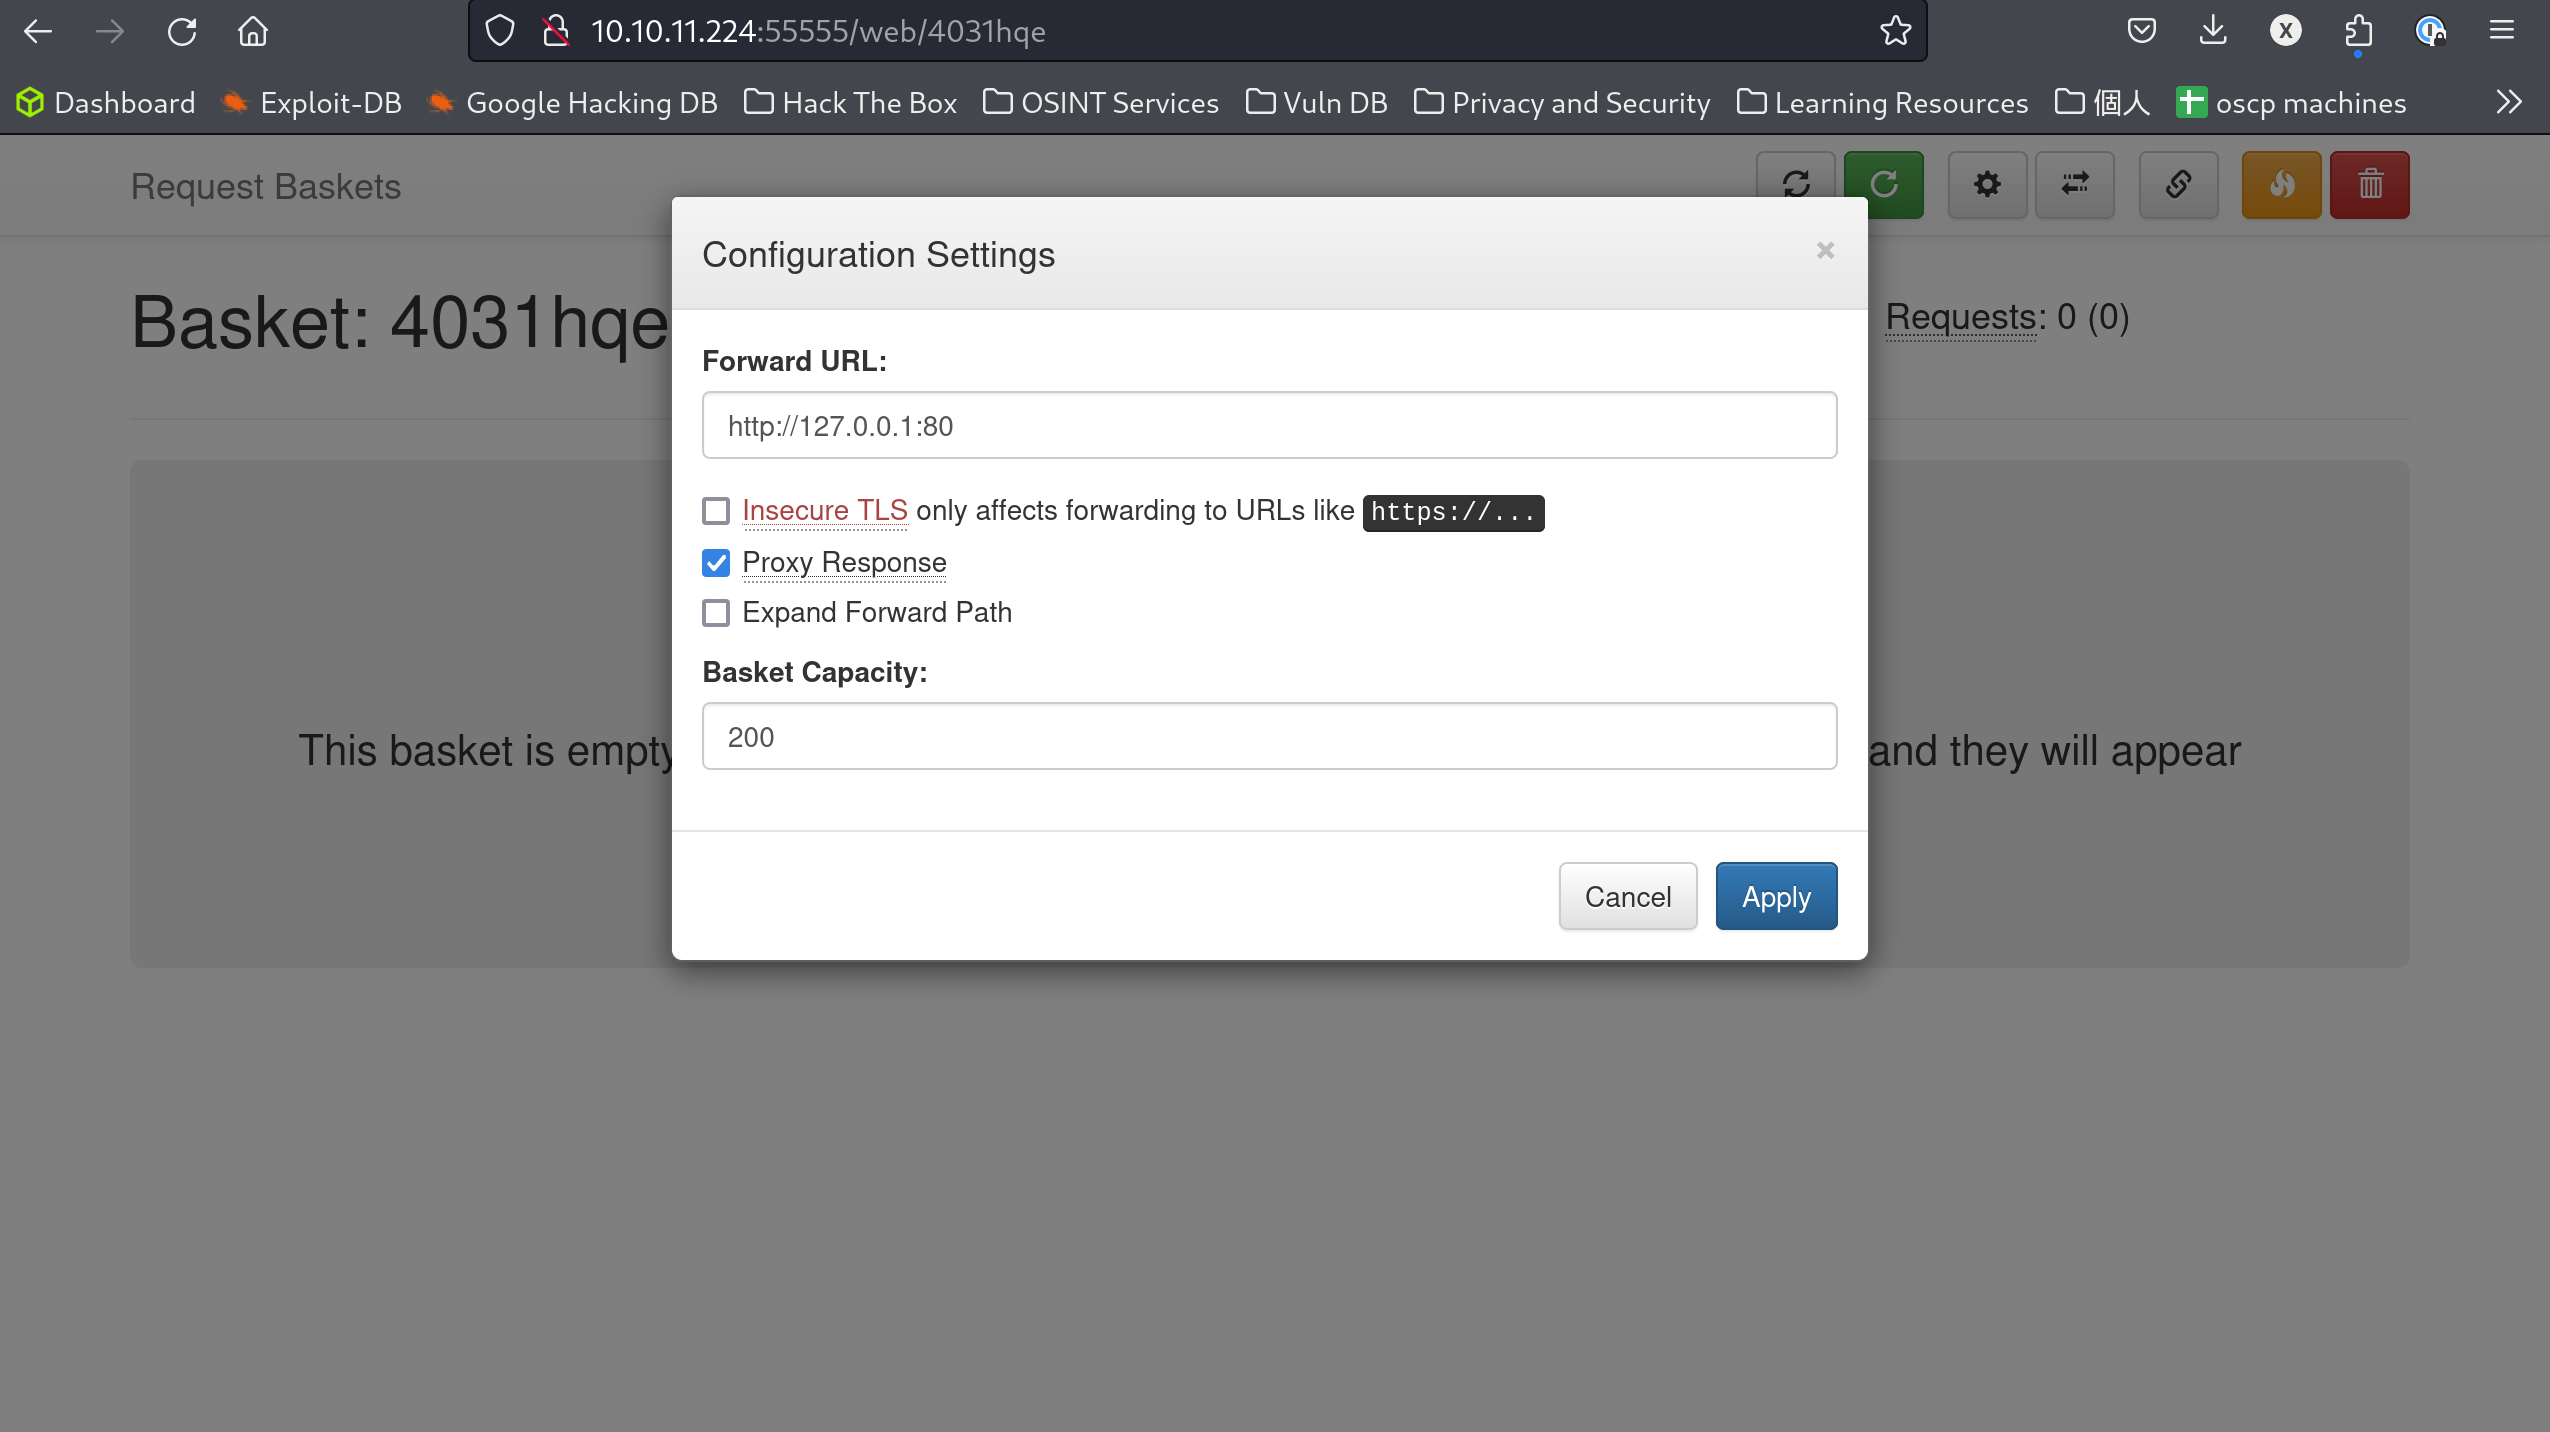 10.10.11.224:55555/web/4031hqe
Dashboard Exploit-DB Google Hacking DB Hack The Box OSINT Services Vuln DB Privacy and Security Learning Resources 個人 oscp machines
Request Baskets
Configuration Settings
Basket: 4031hqe
Requests: 0 (0)
Forward URL:
http://127.0.0.1:80
Insecure TLS only affects forwarding to URLs like https://...
Proxy Response
Expand Forward Path
Basket Capacity:
200
This basket is empty
and they will appear
Cancel Apply